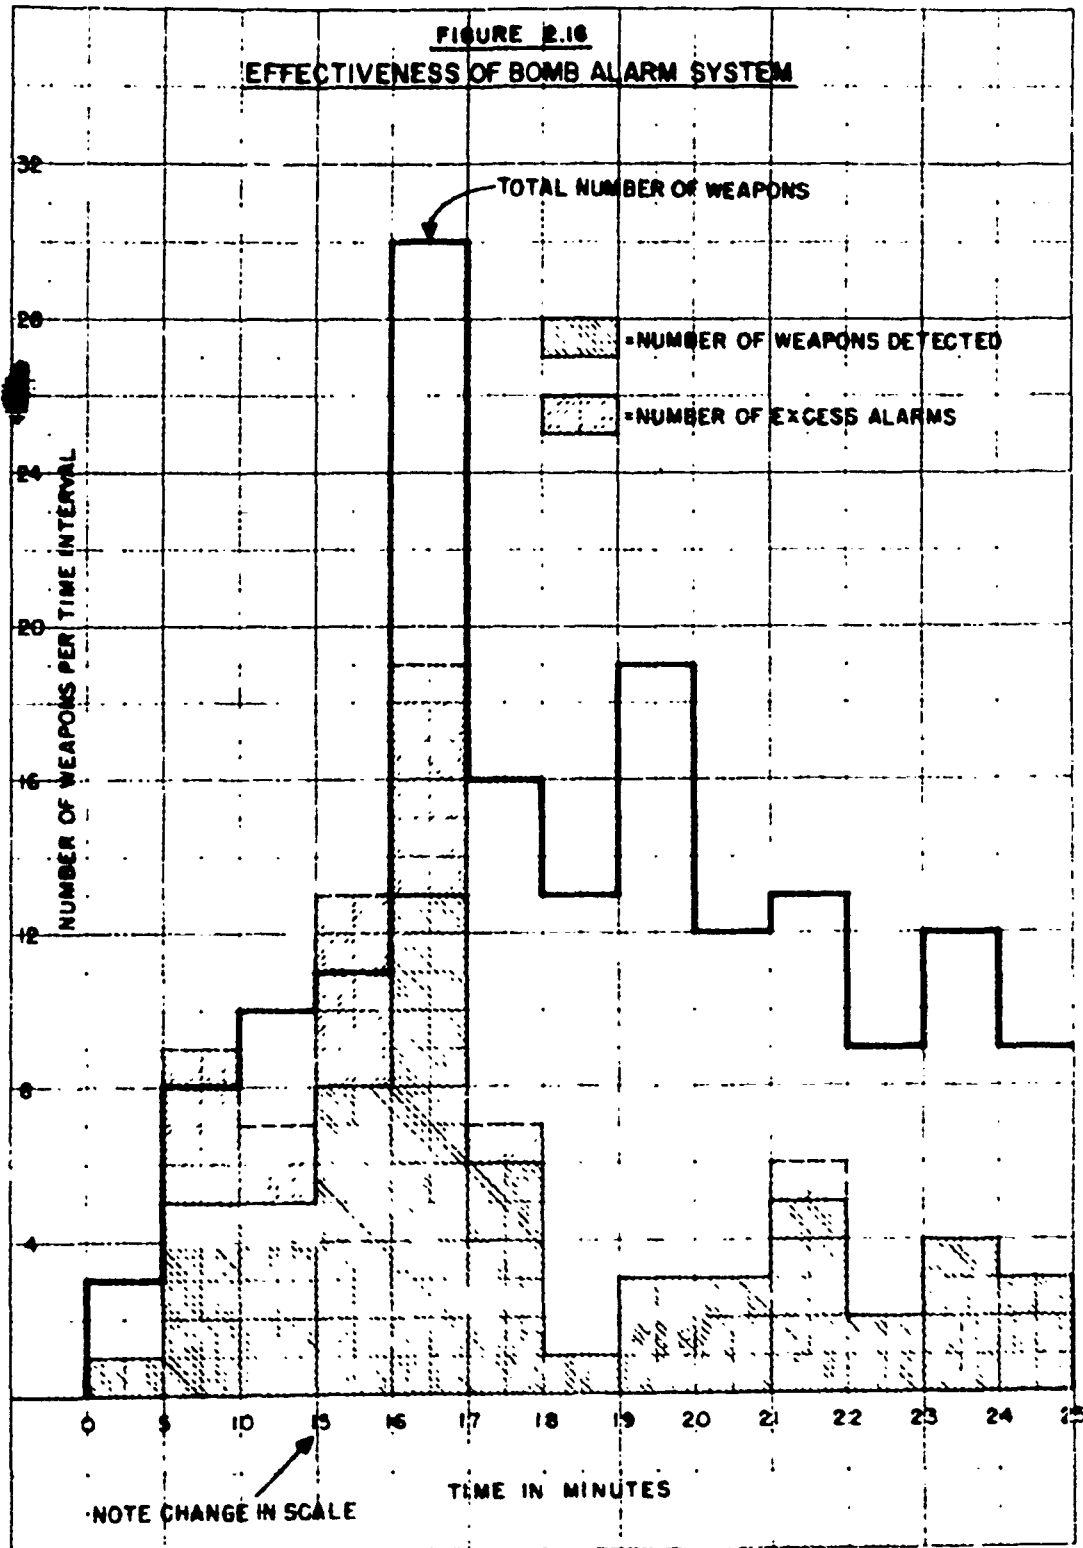 FIGURE 2.16
EFFECTIVENESS OF BOMB ALARM SYSTEM
32
TOTAL NUMBER OF WEAPONS
28
=NUMBER OF WEAPONS DETECTED
=NUMBER OF EXCESS ALARMS
24
NUMBER OF WEAPONS PER TIME INTERVAL
20
16
12
8
4
0 5 10 15 16 17 18 19 20 21 22 23 24 25
TIME IN MINUTES
NOTE CHANGE IN SCALE